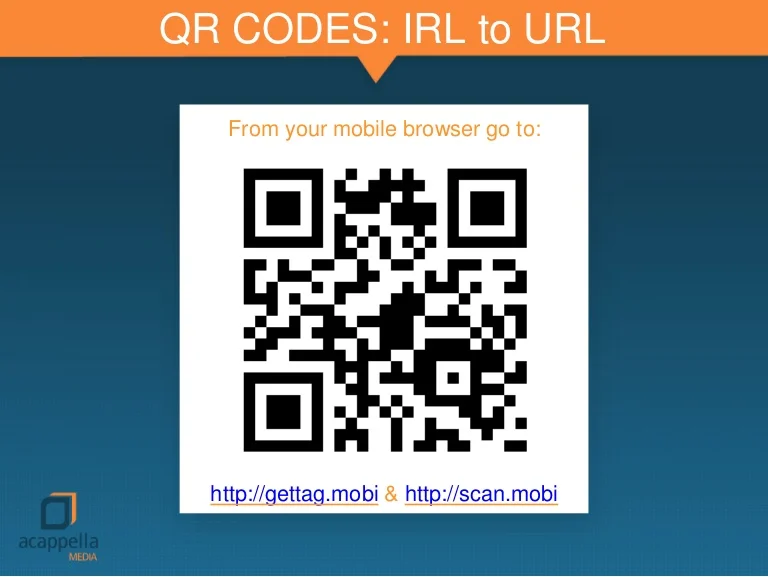 QR CODES: IRL to URL
From your mobile browser go to:
http://gettag.mobi & http://scan.mobi
acappella
MEDIA